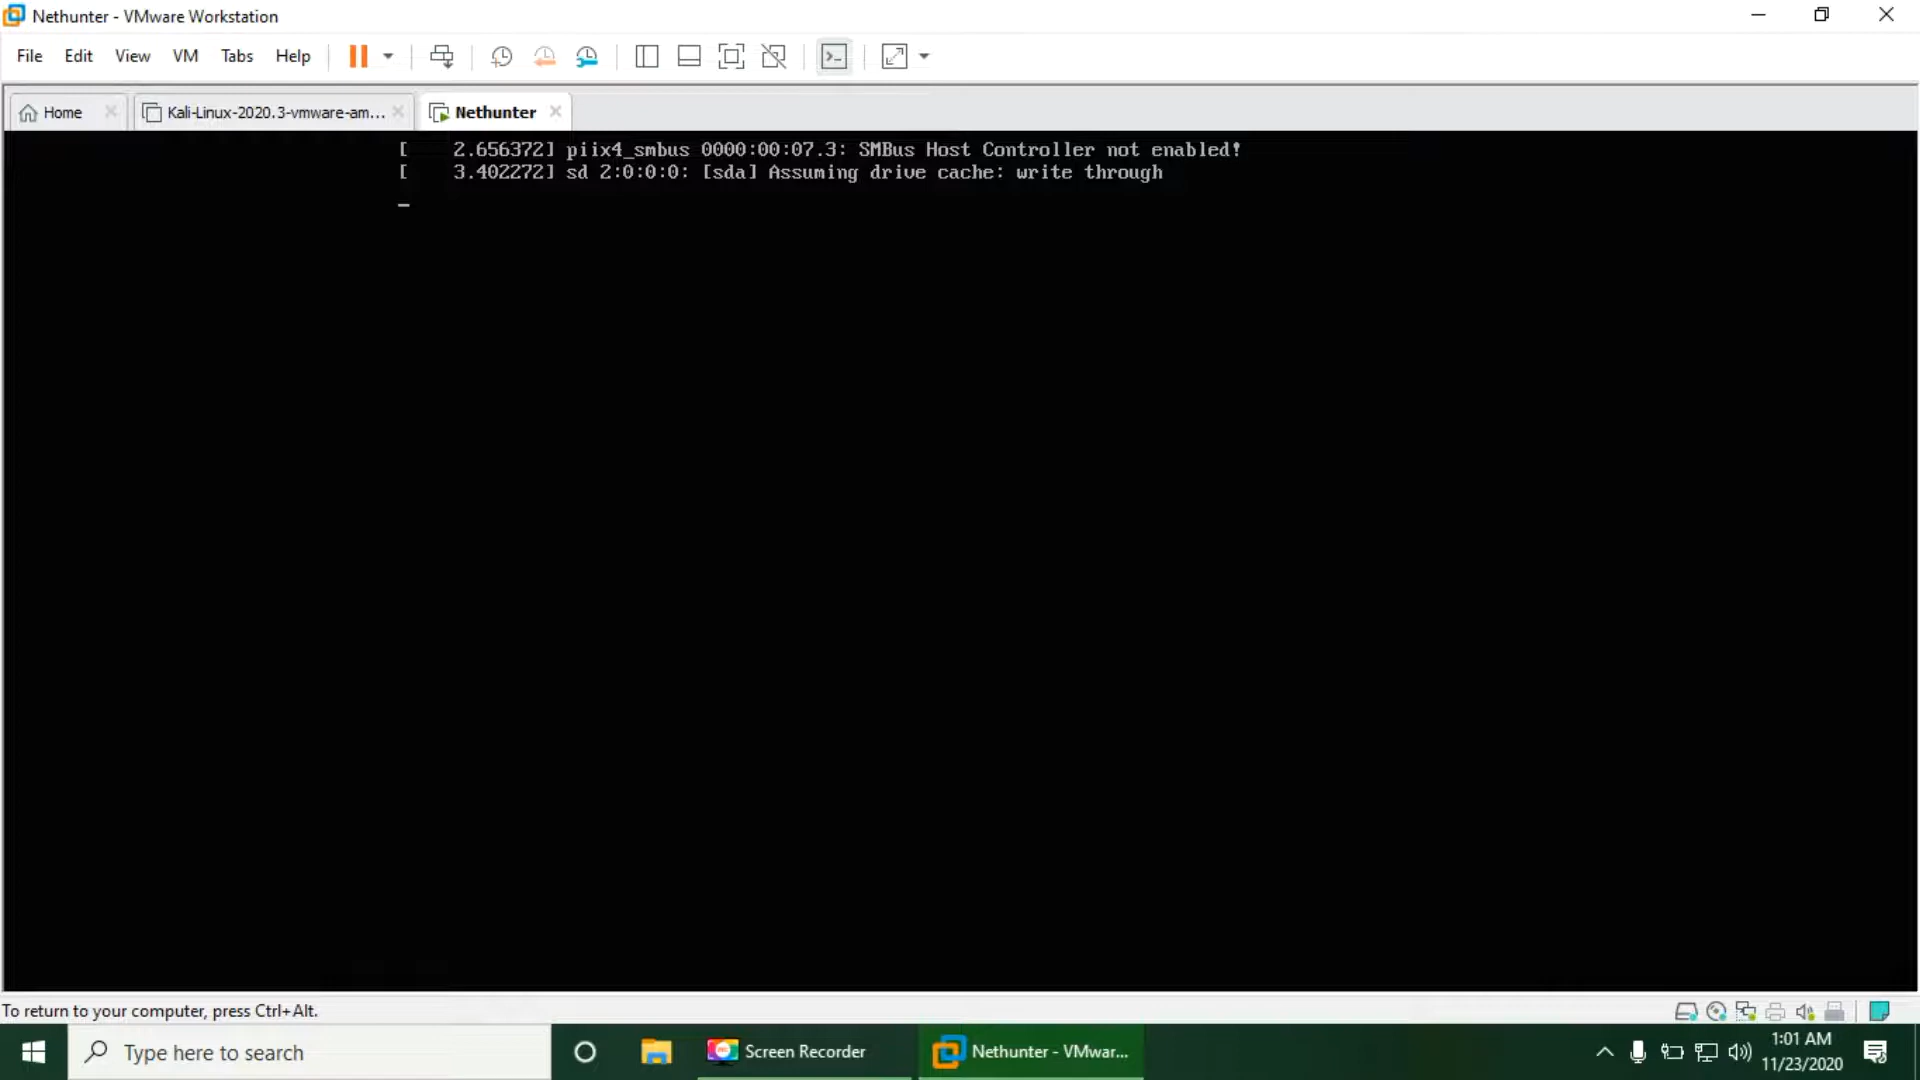 Nethunter - VMware Workstation
File Edit View VM Tabs Help
Home Kali-Linux-2020.3-vmware-am... Nethunter
[    2.656372] piix4_smbus 0000:00:07.3: SMBus Host Controller not enabled!
[    3.402272] sd 2:0:0:0: [sda] Assuming drive cache: write through
_
To return to your computer, press Ctrl+Alt.
Type here to search
Screen Recorder
Nethunter - VMwar...
1:01 AM
11/23/2020